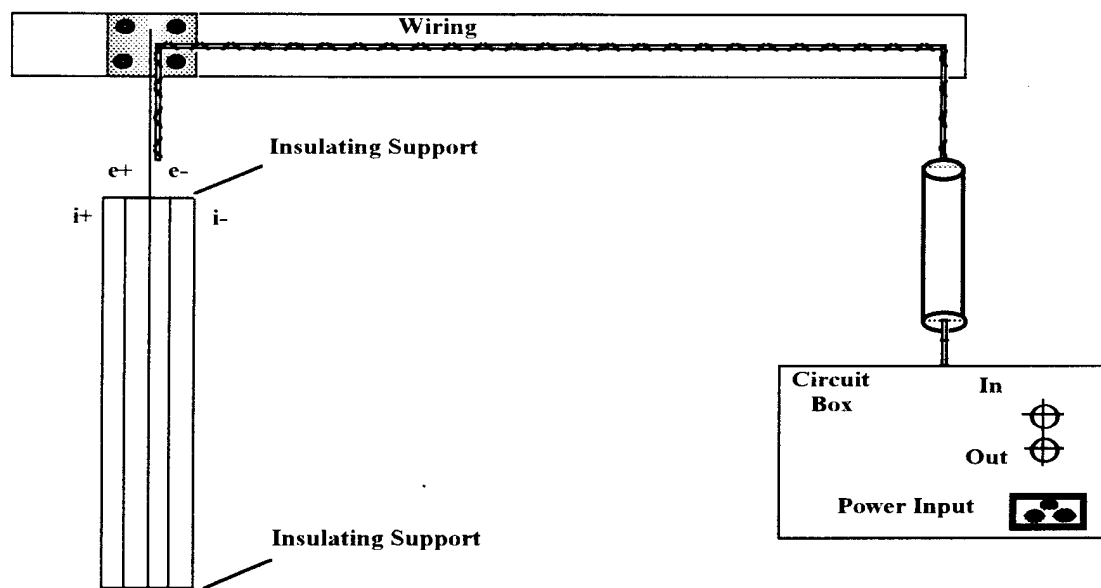 Wiring
Insulating Support
e+ e-
i+ i-
Circuit
Box
In
Out
Power Input
Insulating Support